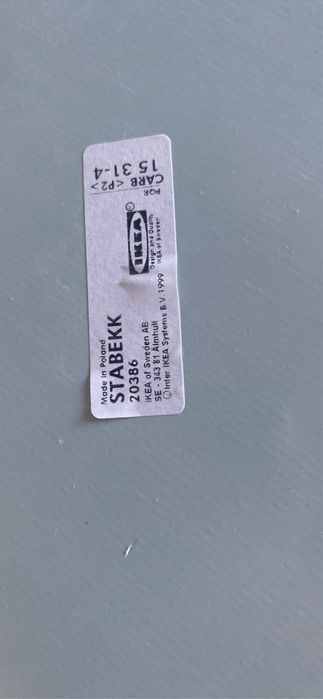 Made in Poland
STABEKK
20386
IKEA of Sweden AB
SE - 343 81 Älmhult
© Inter IKEA Systems B.V. 1999
IKEA®
Design and Quality
IKEA of Sweden
PQR
CARB <P2>
15 31-4